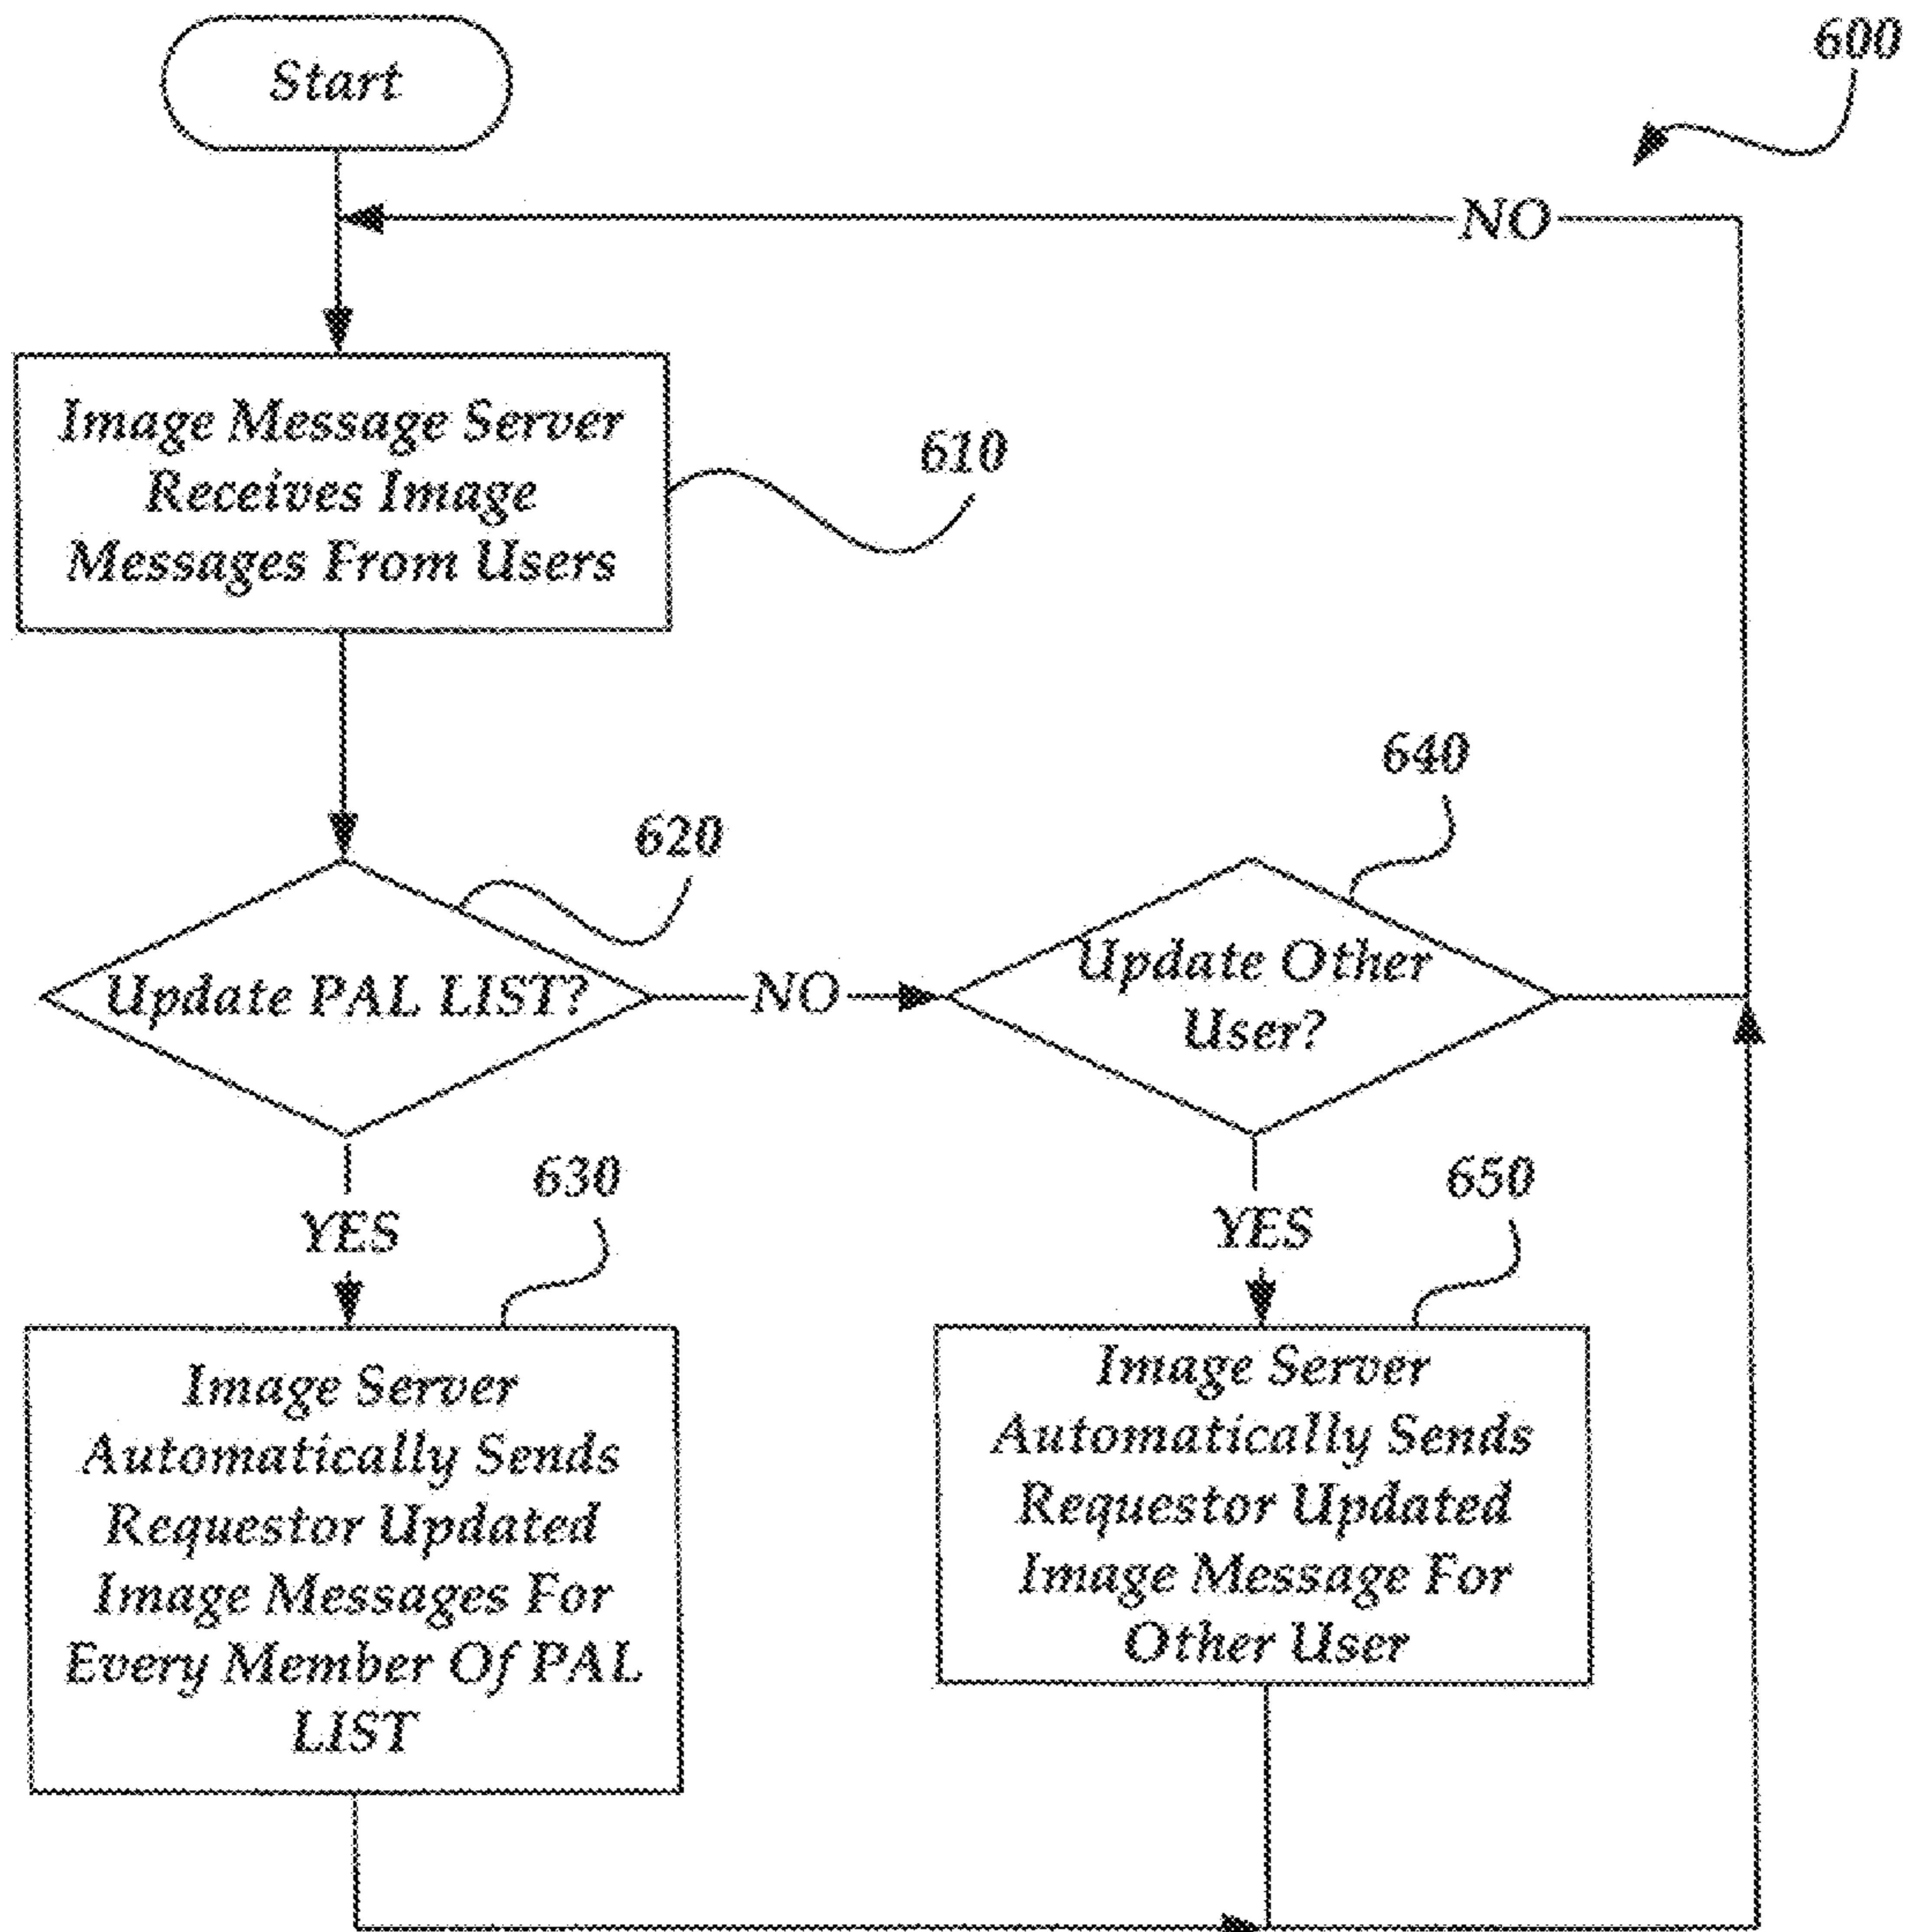 Start
600
NO
Image Message Server
Receives Image
Messages From Users
610
620
640
Update PAL LIST?
NO
Update Other
User?
YES
630
YES
650
Image Server
Automatically Sends
Requestor Updated
Image Messages For
Every Member Of PAL
LIST
Image Server
Automatically Sends
Requestor Updated
Image Message For
Other User